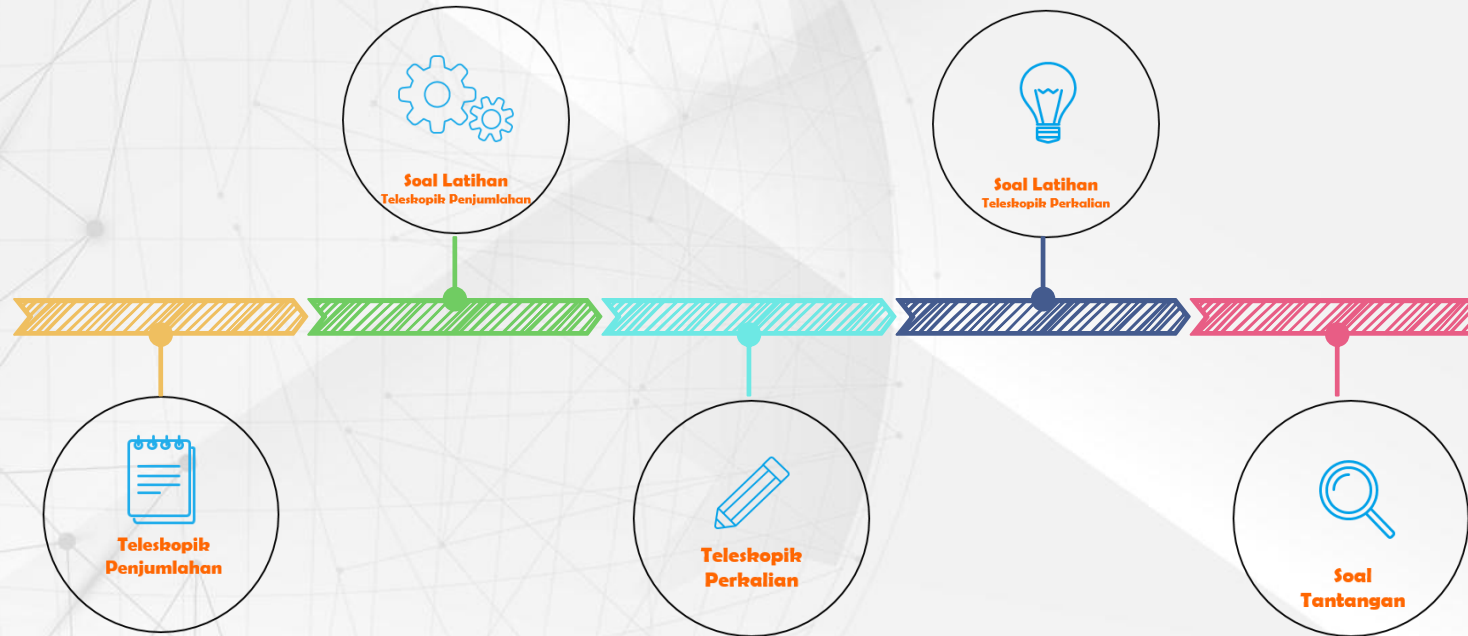 Teleskopik
Penjumlahan
Soal Latihan
Teleskopik Penjumlahan
Teleskopik
Perkalian
Soal Latihan
Teleskopik Perkalian
Soal
Tantangan